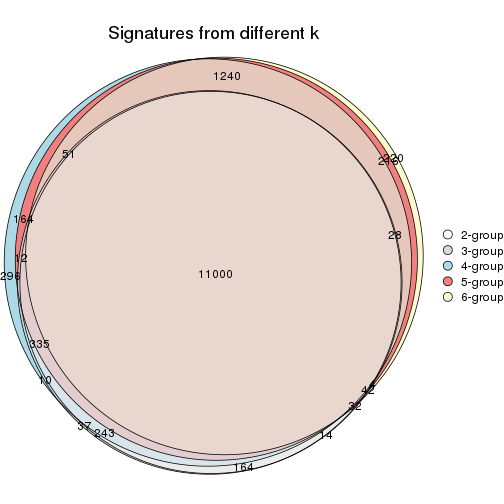 Signatures from different k
1240
220
51
164
28
12
11000
296
335
10
42
32
37
243
14
164
2-group
3-group
4-group
5-group
6-group